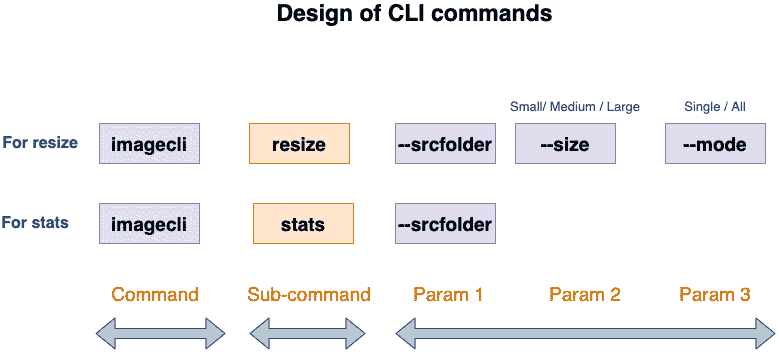 Design of CLI commands
Small/ Medium / Large
Single / All
For resize
imagecli
resize
--srcfolder
--size
--mode
For stats
imagecli
stats
--srcfolder
Command
Sub-command
Param 1
Param 2
Param 3